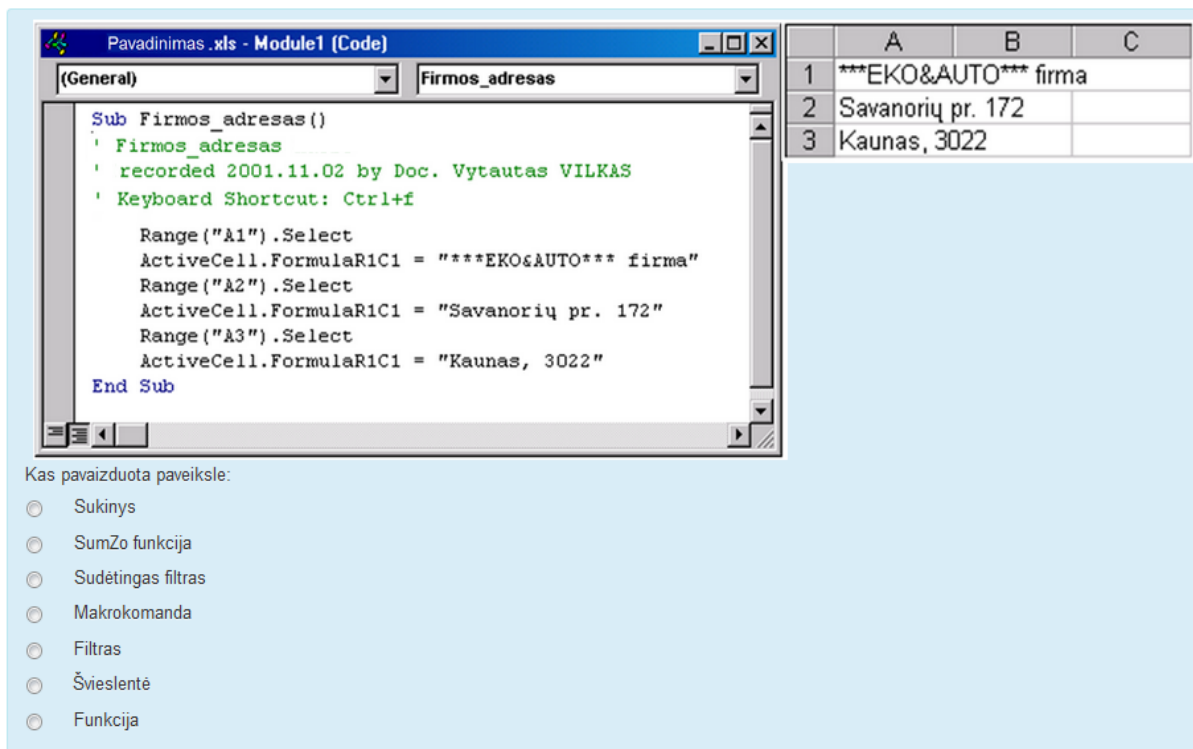 Pavadinimas .xls - Module1 (Code)
(General) Firmos_adresas
Sub Firmos_adresas()
' Firmos_adresas
' recorded 2001.11.02 by Doc. Vytautas VILKAS
' Keyboard Shortcut: Ctrl+f
Range("A1").Select
ActiveCell.FormulaR1C1 = "***EKO&AUTO*** firma"
Range("A2").Select
ActiveCell.FormulaR1C1 = "Savanorių pr. 172"
Range("A3").Select
ActiveCell.FormulaR1C1 = "Kaunas, 3022"
End Sub
A B C
1 ***EKO&AUTO*** firma
2 Savanorių pr. 172
3 Kaunas, 3022
Kas pavaizduota paveiksle:
Sukinys
SumZo funkcija
Sudėtingas filtras
Makrokomanda
Filtras
Švieslentė
Funkcija